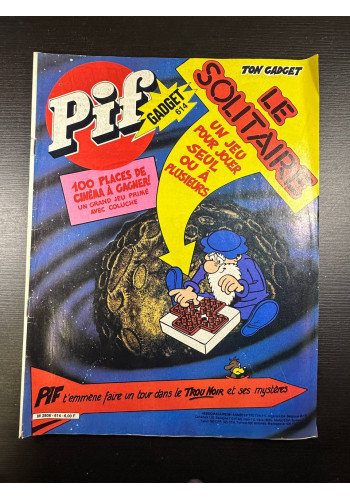 Pif
GADGET
614
TON GADGET
LE
SOLITAIRE
UN JEU
POUR JOUER
SEUL
OU À
PLUSIEURS
100 PLACES DE
CINÉMA À GAGNER!
UN GRAND JEU PRIMÉ
AVEC COLUCHE
PIF t'emmène faire un tour dans le TROU NOIR et ses mystères